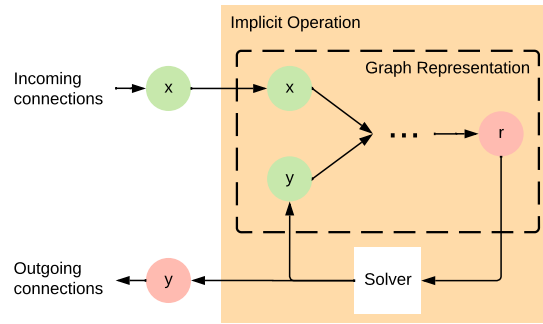 Implicit Operation
Graph Representation
Incoming
connections
x
x
...
r
y
Outgoing
connections
y
Solver